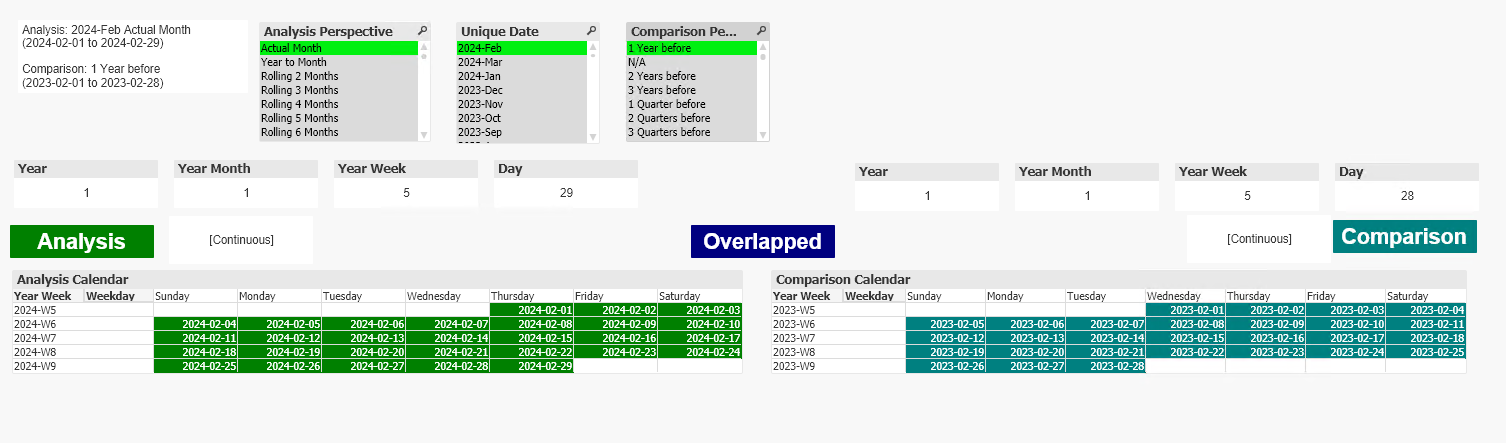 Analysis: 2024-Feb Actual Month
(2024-02-01 to 2024-02-29)
Comparison: 1 Year before
(2023-02-01 to 2023-02-28)
Analysis Perspective
Actual Month
Year to Month
Rolling 2 Months
Rolling 3 Months
Rolling 4 Months
Rolling 5 Months
Rolling 6 Months
Unique Date
2024-Feb
2024-Mar
2024-Jan
2023-Dec
2023-Nov
2023-Oct
2023-Sep
Comparison Pe...
1 Year before
N/A
2 Years before
3 Years before
1 Quarter before
2 Quarters before
3 Quarters before
Year Year Month Year Week Day
1 1 5 29
Year Year Month Year Week Day
1 1 5 28
Analysis [Continuous] Overlapped [Continuous] Comparison
Analysis Calendar
Year Week Weekday Sunday Monday Tuesday Wednesday Thursday Friday Saturday
2024-W5 2024-02-01 2024-02-02 2024-02-03
2024-W6 2024-02-04 2024-02-05 2024-02-06 2024-02-07 2024-02-08 2024-02-09 2024-02-10
2024-W7 2024-02-11 2024-02-12 2024-02-13 2024-02-14 2024-02-15 2024-02-16 2024-02-17
2024-W8 2024-02-18 2024-02-19 2024-02-20 2024-02-21 2024-02-22 2024-02-23 2024-02-24
2024-W9 2024-02-25 2024-02-26 2024-02-27 2024-02-28 2024-02-29
Comparison Calendar
Year Week Weekday Sunday Monday Tuesday Wednesday Thursday Friday Saturday
2023-W5 2023-02-01 2023-02-02 2023-02-03 2023-02-04
2023-W6 2023-02-05 2023-02-06 2023-02-07 2023-02-08 2023-02-09 2023-02-10 2023-02-11
2023-W7 2023-02-12 2023-02-13 2023-02-14 2023-02-15 2023-02-16 2023-02-17 2023-02-18
2023-W8 2023-02-19 2023-02-20 2023-02-21 2023-02-22 2023-02-23 2023-02-24 2023-02-25
2023-W9 2023-02-26 2023-02-27 2023-02-28